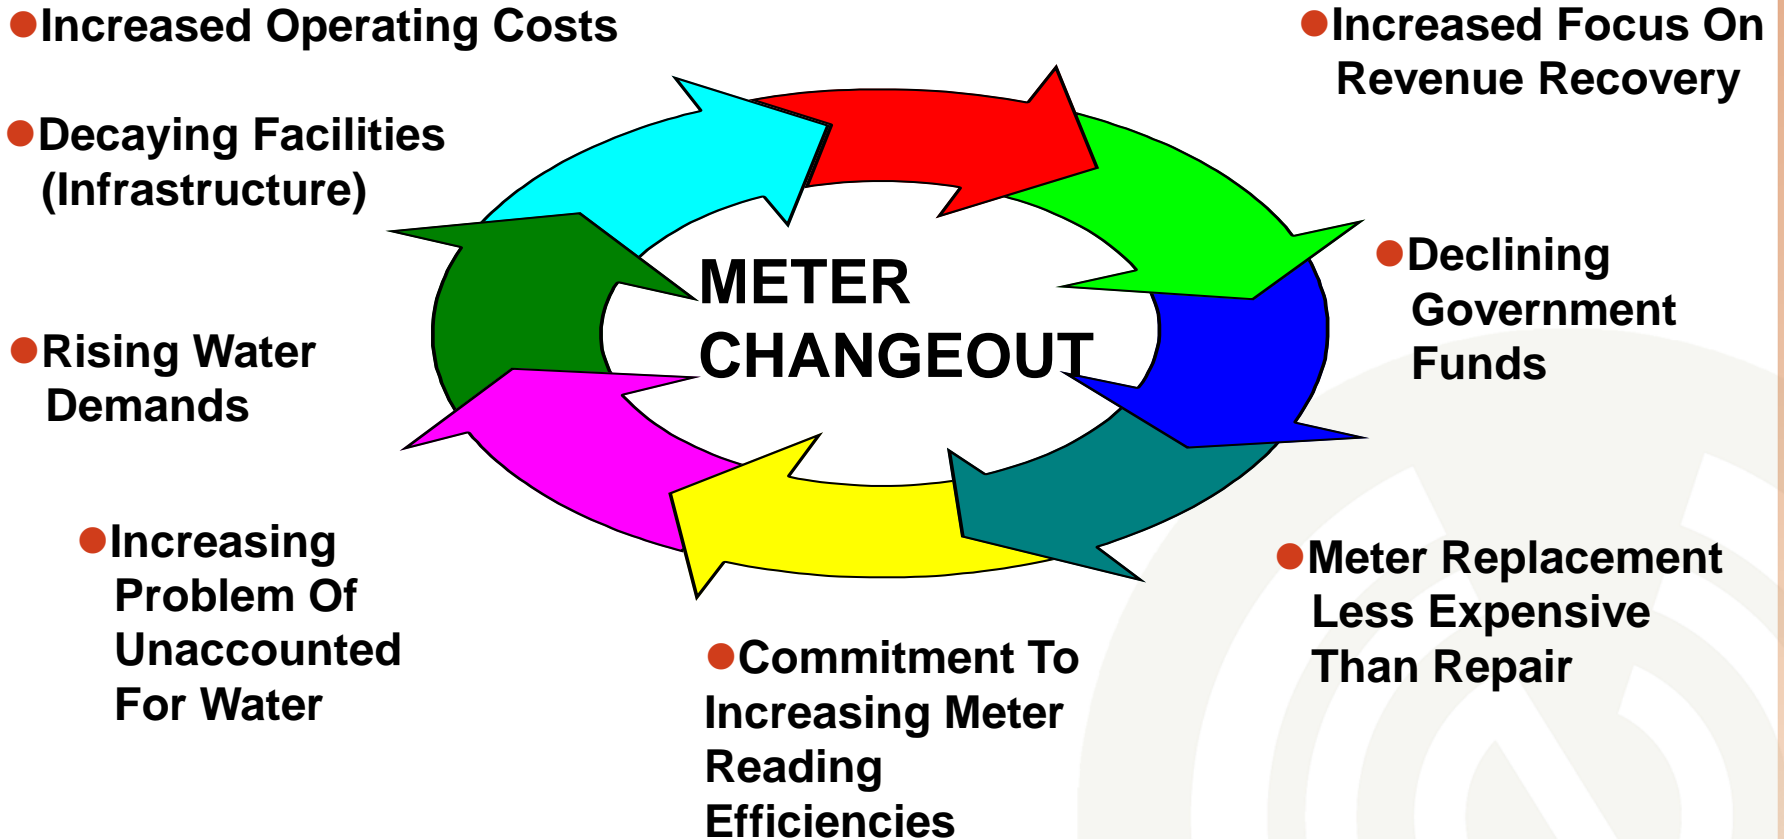 ●Increased Operating Costs
●Decaying Facilities
(Infrastructure)
●Rising Water
Demands
●Increasing
Problem Of
Unaccounted
For Water
METER
CHANGEOUT
●Commitment To
Increasing Meter
Reading
Efficiencies
●Increased Focus On
Revenue Recovery
●Declining
Government
Funds
●Meter Replacement
Less Expensive
Than Repair